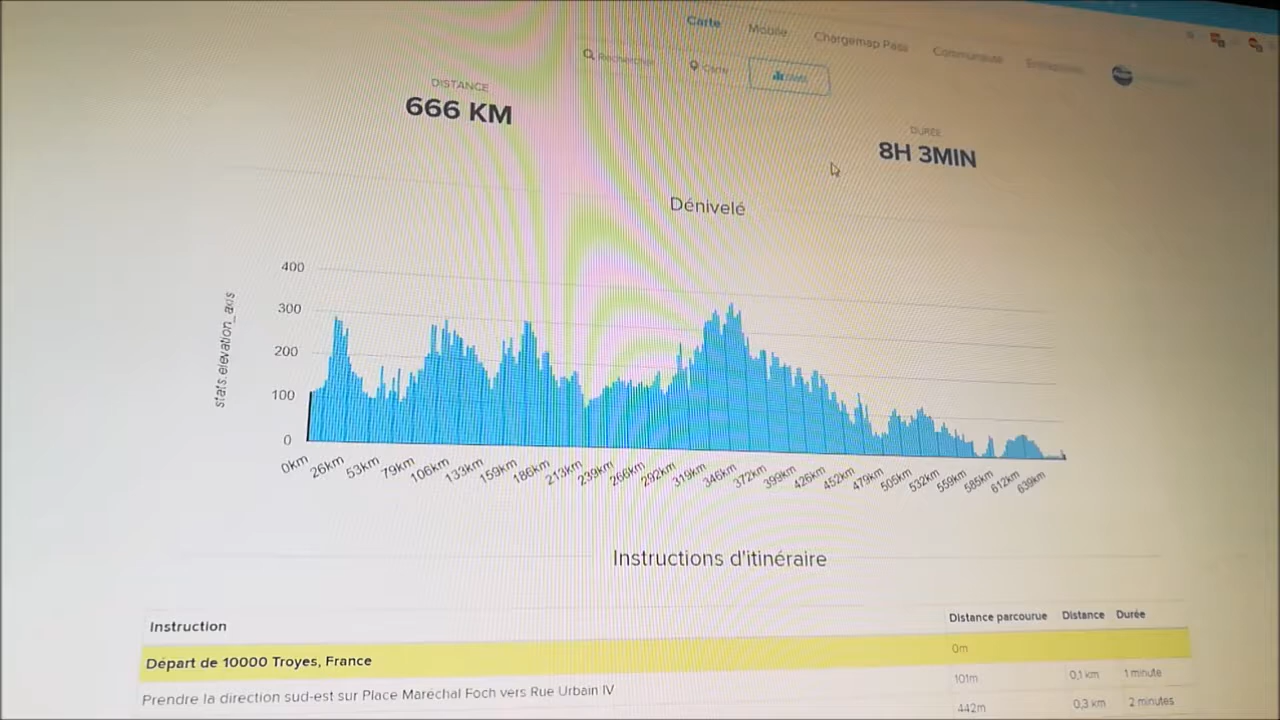 Carte
Mobile
Chargemap Pass
Communauté
Rechercher
Carte
DISTANCE
666 KM
DURÉE
8H 3MIN
Dénivelé
stats.elevation_axis
400
300
200
100
0
0km 26km 53km 79km 106km 133km 159km 186km 213km 239km 266km 292km 319km 346km 372km 399km 426km 452km 479km 505km 532km 559km 585km 612km 639km
Instructions d'itinéraire
Instruction Distance parcourue Distance Durée
Départ de 10000 Troyes, France 0m
Prendre la direction sud-est sur Place Maréchal Foch vers Rue Urbain IV 101m 0,1 km 1 minute
442m 0,3 km 2 minutes